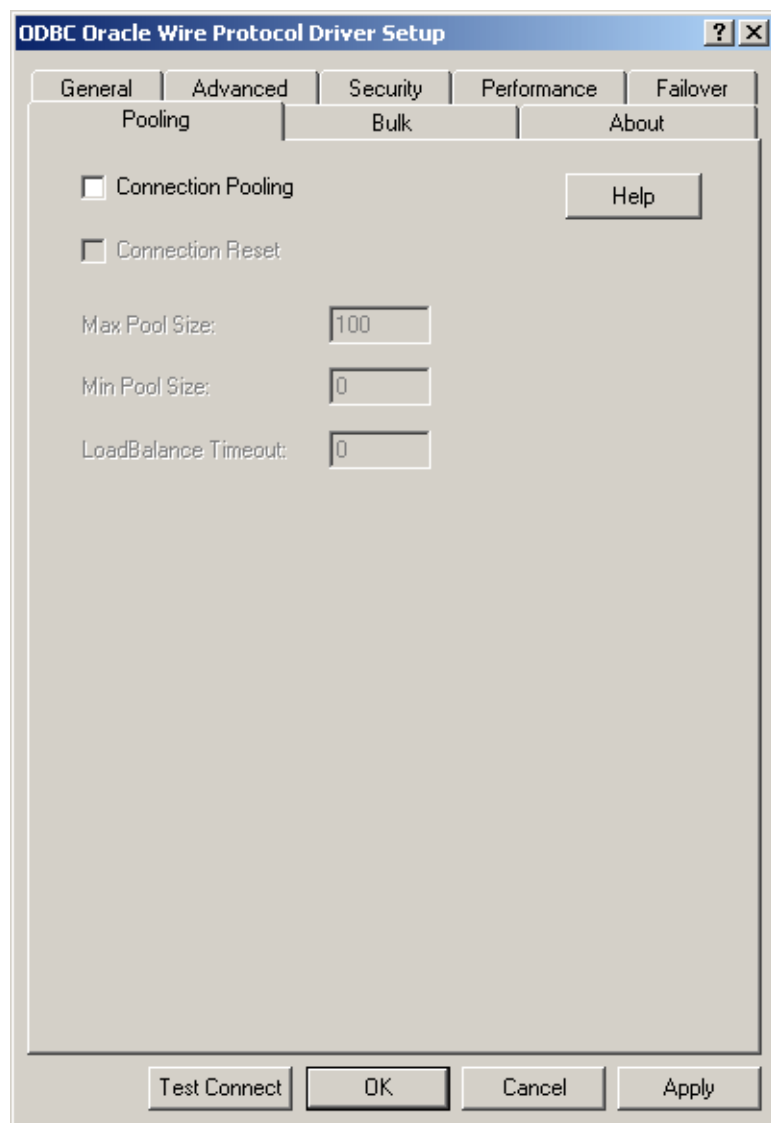 ODBC Oracle Wire Protocol Driver Setup
General Advanced Security Performance Failover
Pooling Bulk About
Connection Pooling Help
Connection Reset
Max Pool Size: 100
Min Pool Size: 0
LoadBalance Timeout: 0
Test Connect OK Cancel Apply